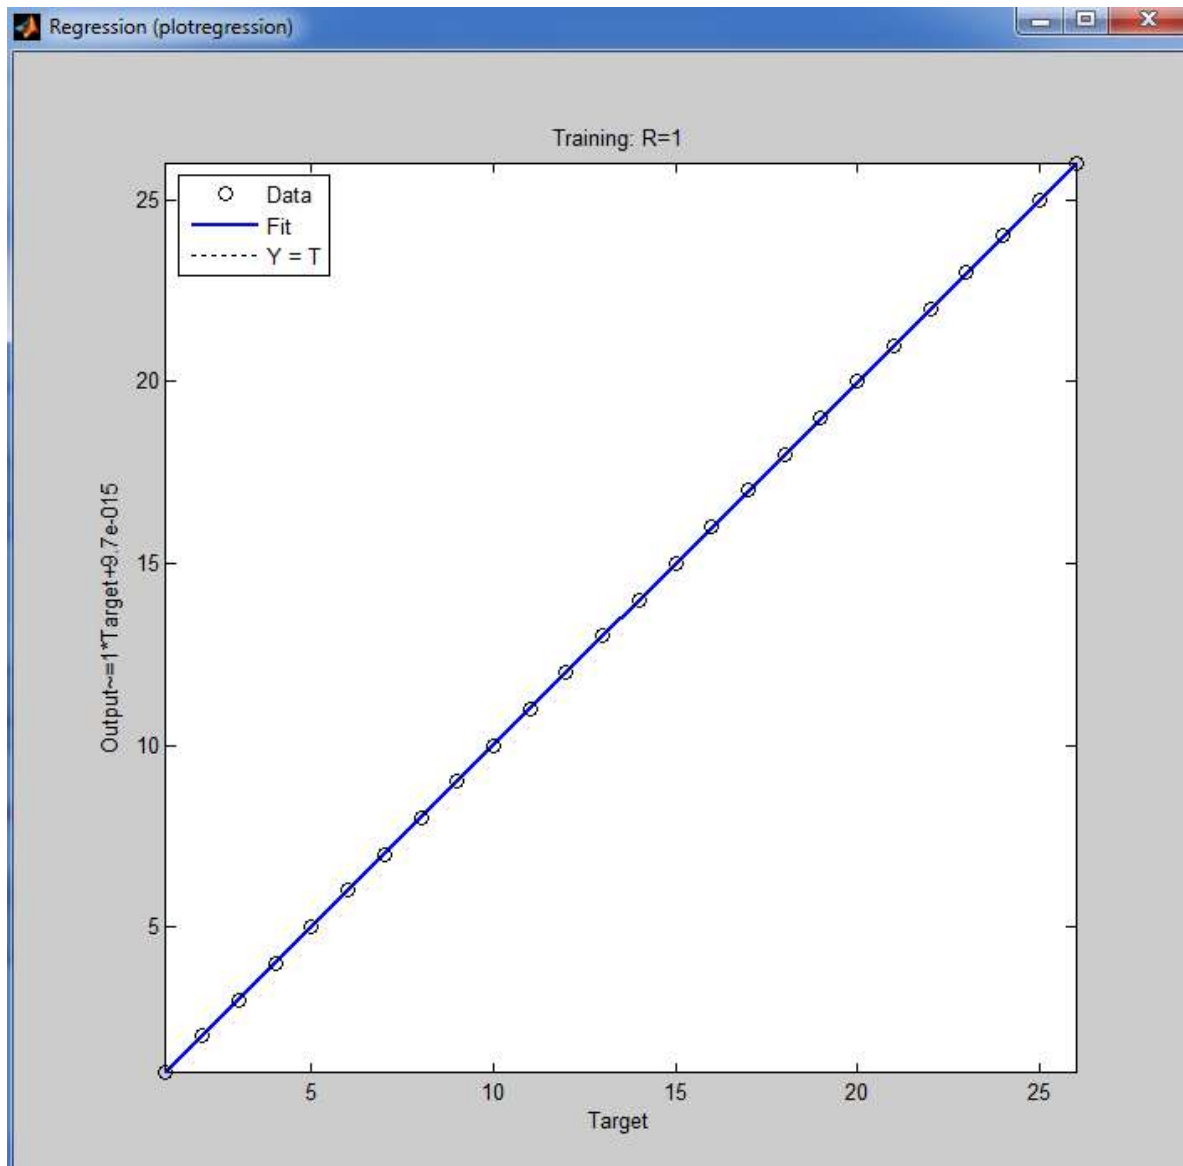 Regression (plotregression)
Training: R=1
Data
Fit
Y = T
Output~=1*Target+9.7e-015
25
20
15
10
5
5 10 15 20 25
Target